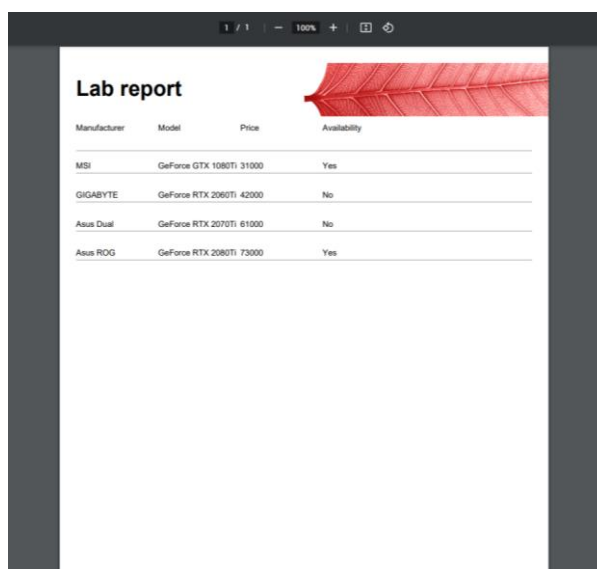 1 / 1 | − 100% + |
Lab report
Manufacturer Model Price Availability
MSI GeForce GTX 1080Ti 31000 Yes
GIGABYTE GeForce RTX 2060Ti 42000 No
Asus Dual GeForce RTX 2070Ti 61000 No
Asus ROG GeForce RTX 2080Ti 73000 Yes